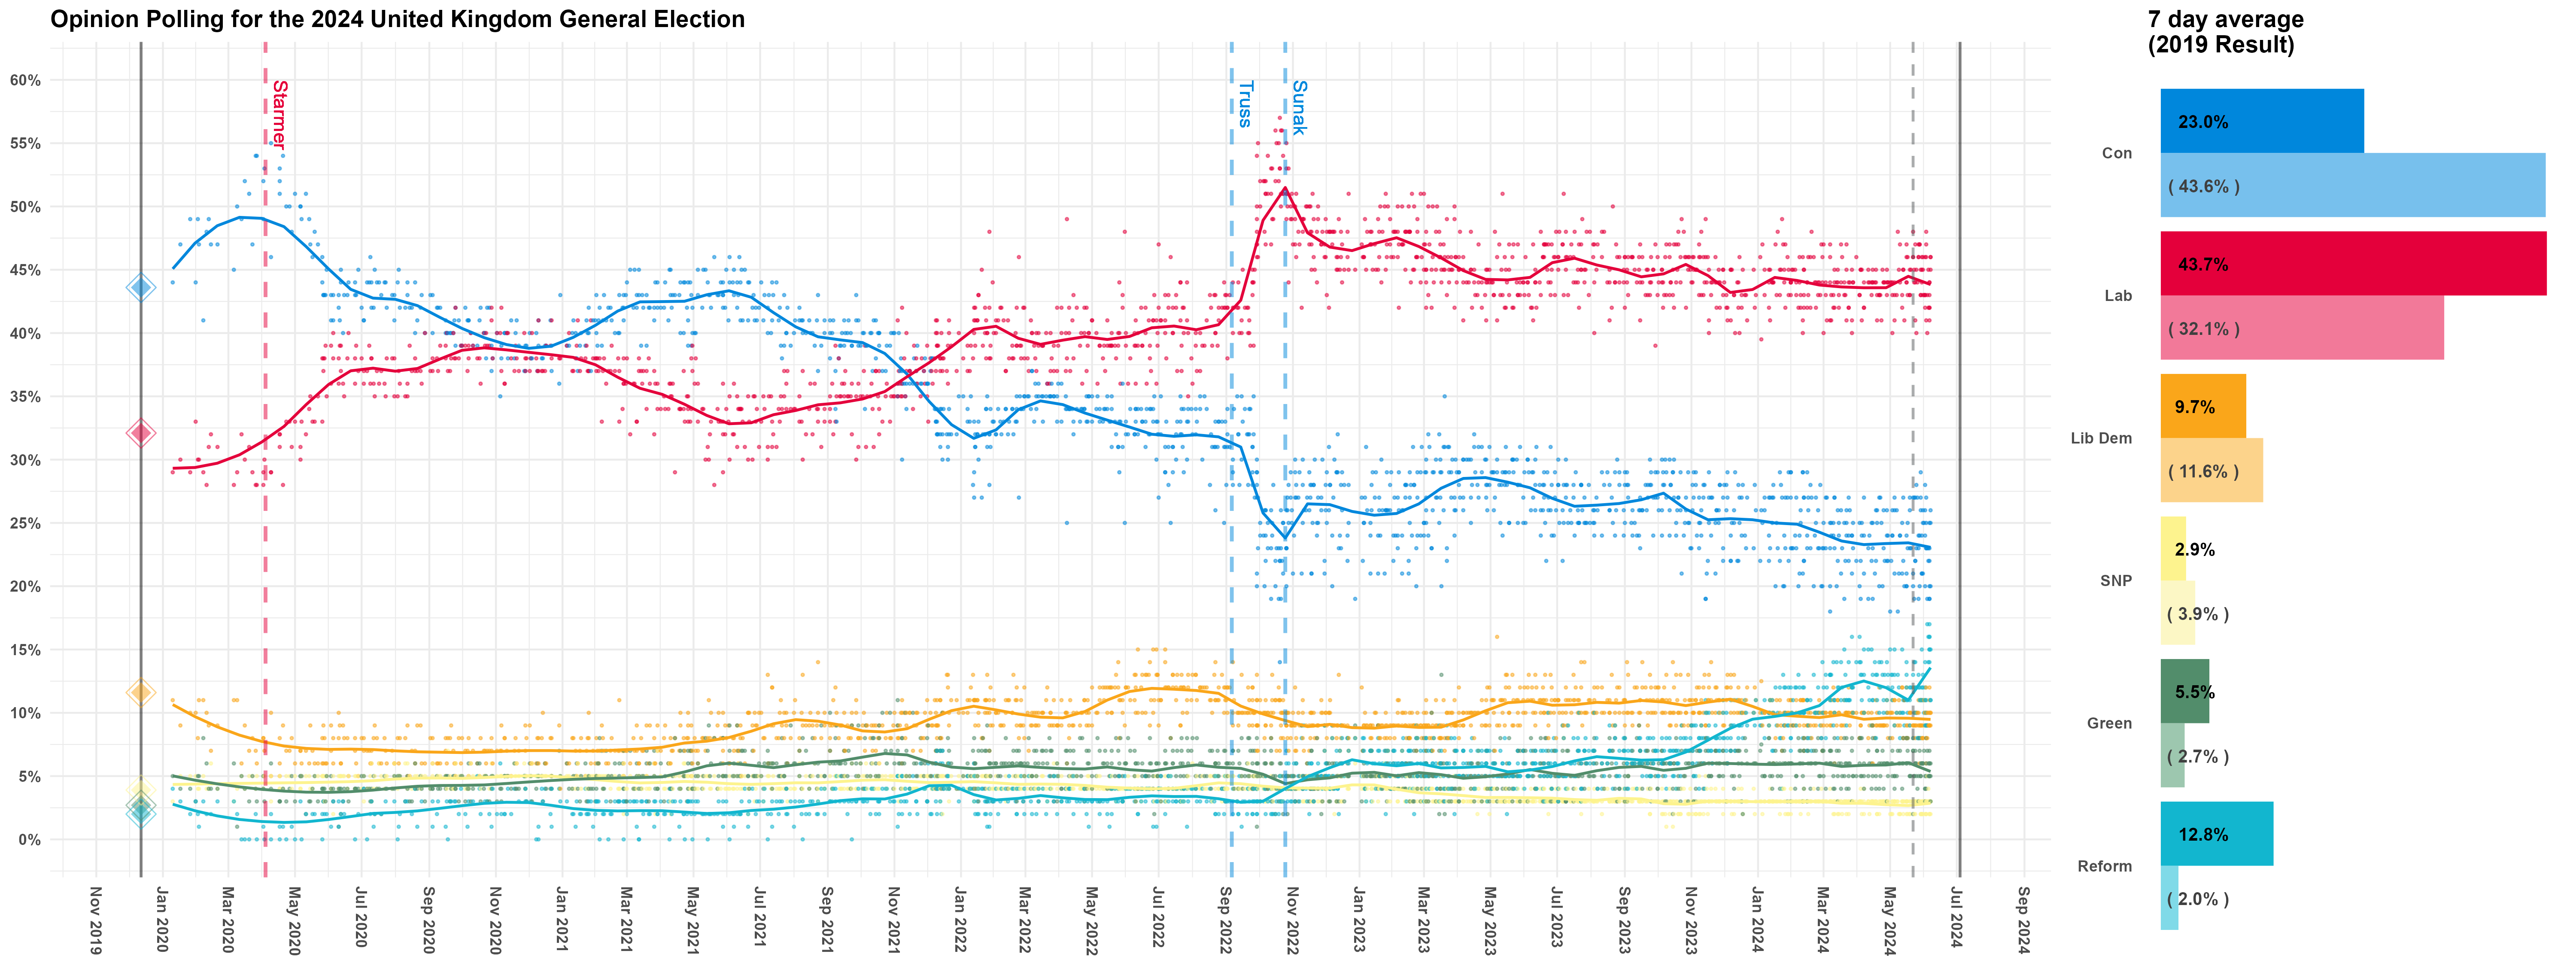 Opinion Polling for the 2024 United Kingdom General Election
7 day average
(2019 Result)
60%
55%
50%
45%
40%
35%
30%
25%
20%
15%
10%
5%
0%
Starmer
Truss
Sunak
Nov 2019
Jan 2020
Mar 2020
May 2020
Jul 2020
Sep 2020
Nov 2020
Jan 2021
Mar 2021
May 2021
Jul 2021
Sep 2021
Nov 2021
Jan 2022
Mar 2022
May 2022
Jul 2022
Sep 2022
Nov 2022
Jan 2023
Mar 2023
May 2023
Jul 2023
Sep 2023
Nov 2023
Jan 2024
Mar 2024
May 2024
Jul 2024
Sep 2024
Con
23.0%
( 43.6% )
Lab
43.7%
( 32.1% )
Lib Dem
9.7%
( 11.6% )
SNP
2.9%
( 3.9% )
Green
5.5%
( 2.7% )
Reform
12.8%
( 2.0% )